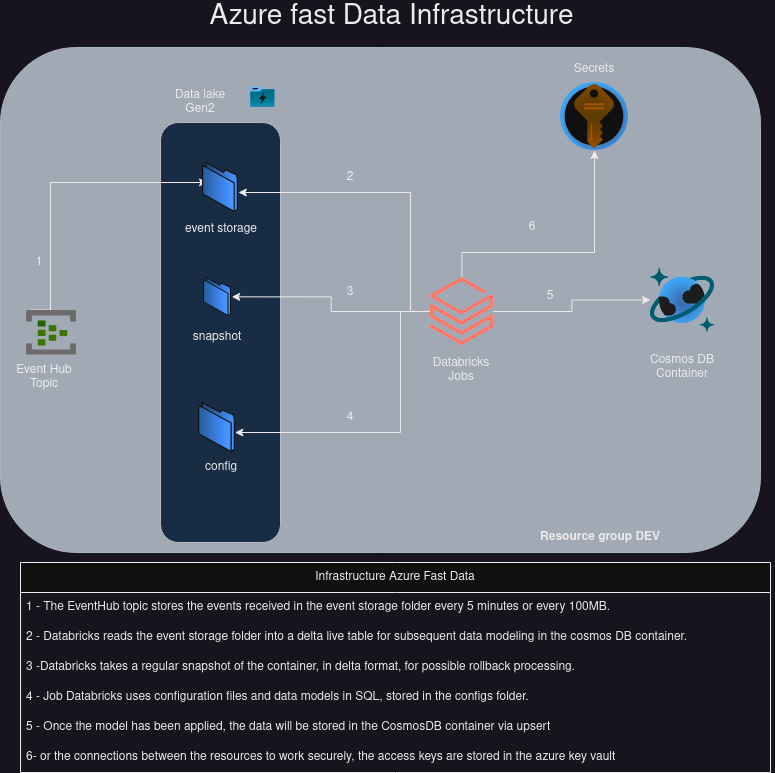 Azure fast Data Infrastructure
Secrets
Data lake
Gen2
2
event storage
6
1
3
5
snapshot
Event Hub
Topic
Databricks
Jobs
Cosmos DB
Container
4
config
Resource group DEV
Infrastructure Azure Fast Data
1 - The EventHub topic stores the events received in the event storage folder every 5 minutes or every 100MB.
2 - Databricks reads the event storage folder into a delta live table for subsequent data modeling in the cosmos DB container.
3 -Databricks takes a regular snapshot of the container, in delta format, for possible rollback processing.
4 - Job Databricks uses configuration files and data models in SQL, stored in the configs folder.
5 - Once the model has been applied, the data will be stored in the CosmosDB container via upsert
6- or the connections between the resources to work securely, the access keys are stored in the azure key vault